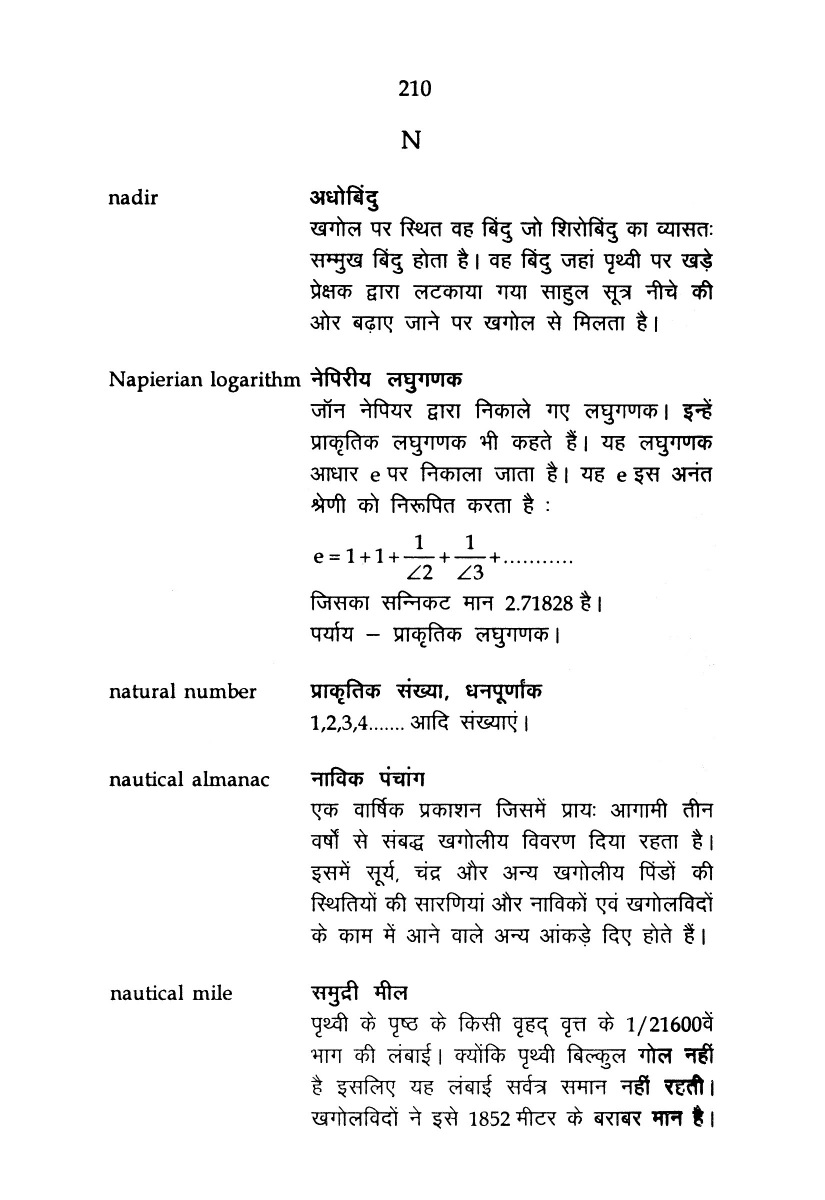 210
N
nadir अधोबिंदु
खगोल पर स्थित वह बिंदु जो शिरोबिंदु का व्यासतः
सम्मुख बिंदु होता है। वह बिंदु जहां पृथ्वी पर खड़े
प्रेक्षक द्वारा लटकाया गया साहुल सूत्र नीचे की
ओर बढ़ाए जाने पर खगोल से मिलता है।
Napierian logarithm नेपिरीय लघुगणक
जॉन नेपियर द्वारा निकाले गए लघुगणक। इन्हें
प्राकृतिक लघुगणक भी कहते हैं। यह लघुगणक
आधार e पर निकाला जाता है। यह e इस अनंत
श्रेणी को निरूपित करता है :
e = 1 + 1 + 1/∠2 + 1/∠3 + ...........
जिसका सन्निकट मान 2.71828 है।
पर्याय – प्राकृतिक लघुगणक।
natural number प्राकृतिक संख्या, धनपूर्णांक
1,2,3,4....... आदि संख्याएं।
nautical almanac नाविक पंचांग
एक वार्षिक प्रकाशन जिसमें प्रायः आगामी तीन
वर्षों से संबद्ध खगोलीय विवरण दिया रहता है।
इसमें सूर्य, चंद्र और अन्य खगोलीय पिंडों की
स्थितियों की सारणियां और नाविकों एवं खगोलविदों
के काम में आने वाले अन्य आंकड़े दिए होते हैं।
nautical mile समुद्री मील
पृथ्वी के पृष्ठ के किसी वृहद् वृत्त के 1/21600वें
भाग की लंबाई। क्योंकि पृथ्वी बिल्कुल गोल नहीं
है इसलिए यह लंबाई सर्वत्र समान नहीं रहती।
खगोलविदों ने इसे 1852 मीटर के बराबर मान है।